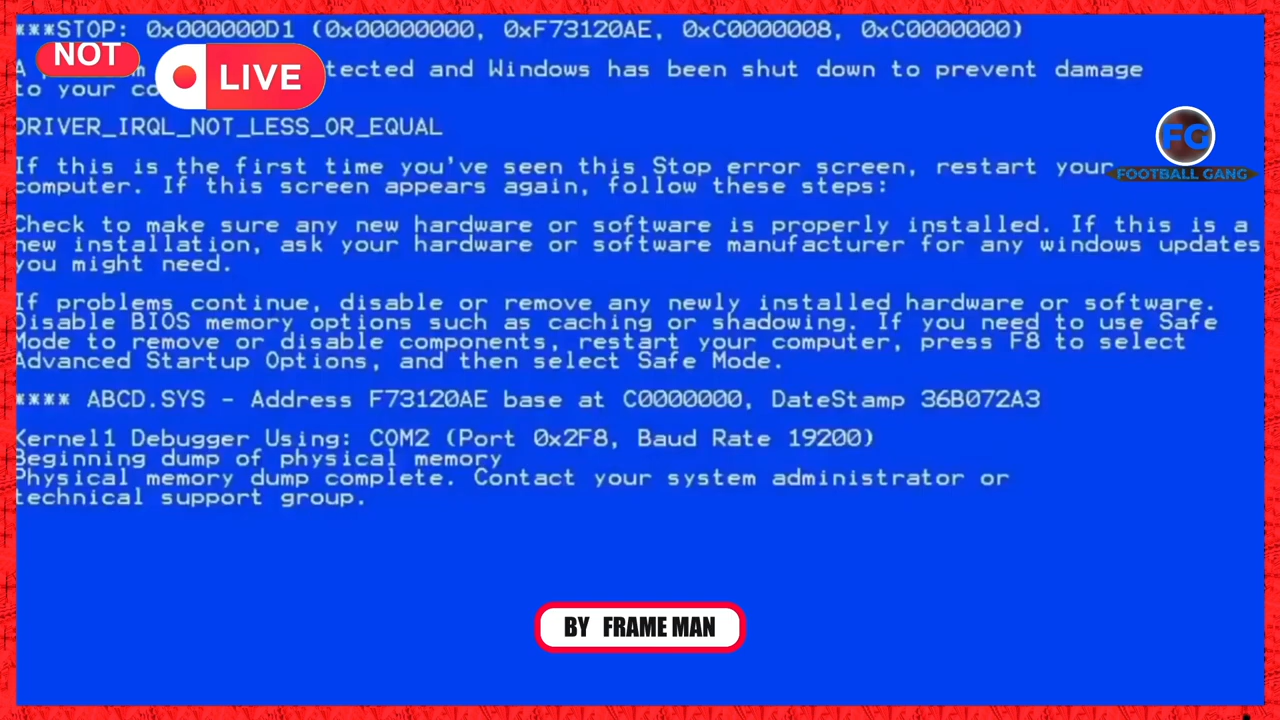 ***STOP: 0x000000D1 (0x00000000, 0xF73120AE, 0xC0000008, 0xC0000000)
NOT
LIVE
A tected and Windows has been shut down to prevent damage
to your co
FG
FOOTBALL GANG
DRIVER_IRQL_NOT_LESS_OR_EQUAL
If this is the first time you've seen this Stop error screen, restart your
computer. If this screen appears again, follow these steps:
Check to make sure any new hardware or software is properly installed. If this is a
new installation, ask your hardware or software manufacturer for any windows updates
you might need.
If problems continue, disable or remove any newly installed hardware or software.
Disable BIOS memory options such as caching or shadowing. If you need to use Safe
Mode to remove or disable components, restart your computer, press F8 to select
Advanced Startup Options, and then select Safe Mode.
**** ABCD.SYS - Address F73120AE base at C0000000, DateStamp 36B072A3
Kernel1 Debugger Using: COM2 (Port 0x2F8, Baud Rate 19200)
Beginning dump of physical memory
Physical memory dump complete. Contact your system administrator or
technical support group.
BY FRAME MAN